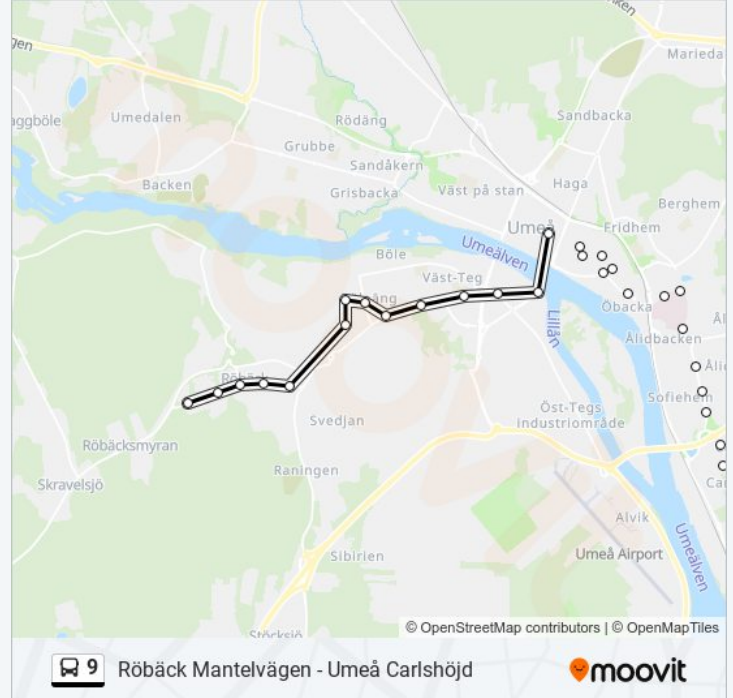 Marieda
aggböle
Umedalen
Rödäng
Sandbacka
Grubbe
Sandåkern
Backen
Grisbacka
Väst på stan
Haga
Berghem
Umeå
Fridhem
Böle
Umeälven
Väst-Teg
Öbacka
Lillån
Ålidbacken
Röbäck
Sofiehem
Svedjan
Öst-Tegs
industriområde
Röbäcksmyran
Raningen
Skravelsjö
Alvik
Umeälven
Sibirien
Umeå Airport
Stöcksjö
© OpenStreetMap contributors | © OpenMapTiles
9 Röbäck Mantelvägen - Umeå Carlshöjd
moovit